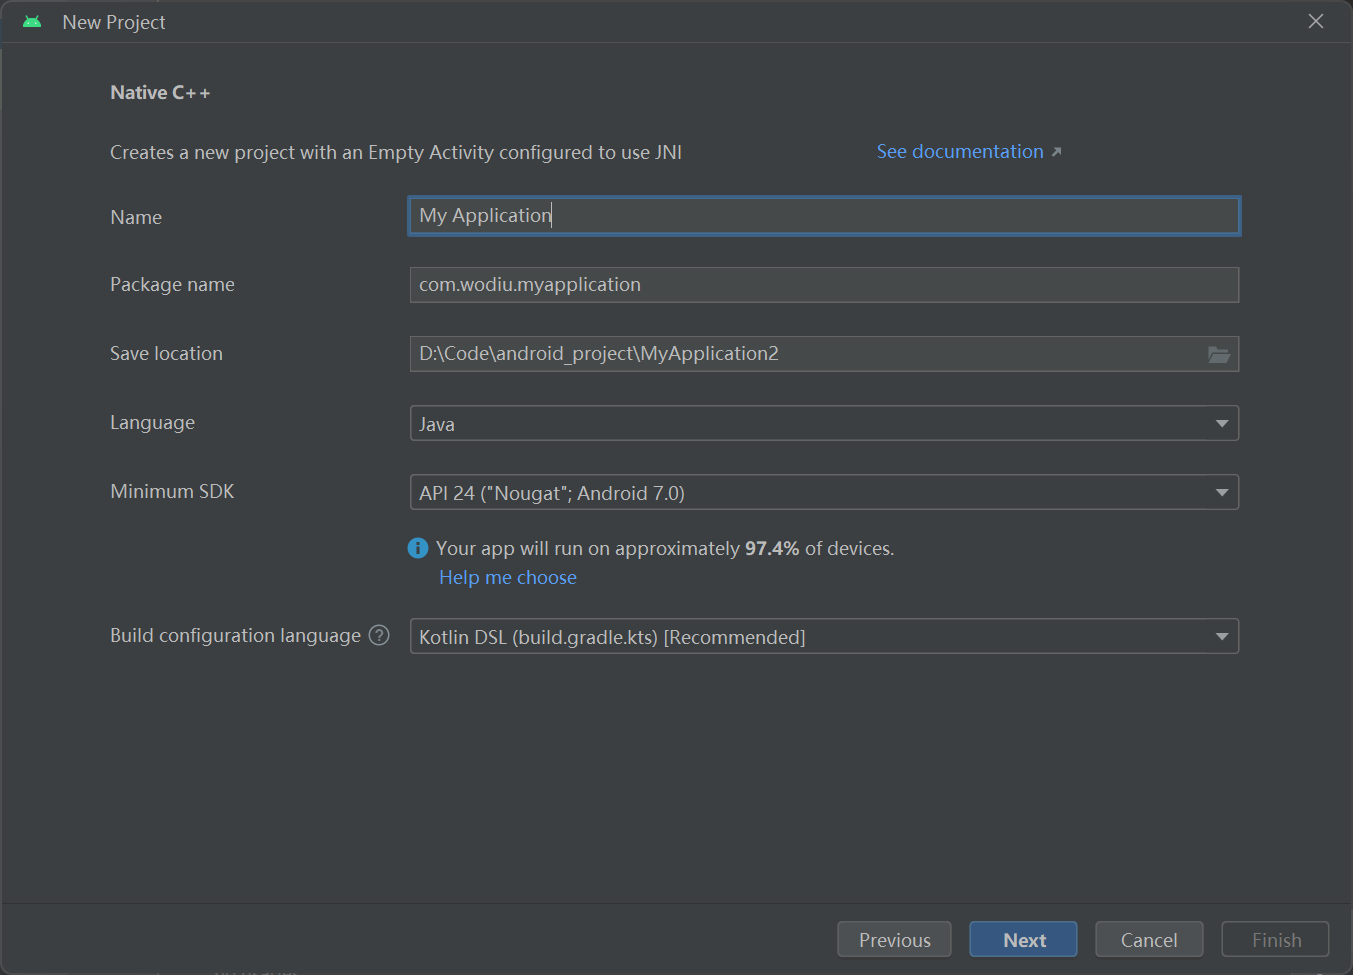 New Project
Native C++
Creates a new project with an Empty Activity configured to use JNI See documentation
Name My Application
Package name com.wodiu.myapplication
Save location D:\Code\android_project\MyApplication2
Language Java
Minimum SDK API 24 ("Nougat"; Android 7.0)
Your app will run on approximately 97.4% of devices.
Help me choose
Build configuration language Kotlin DSL (build.gradle.kts) [Recommended]
Previous Next Cancel Finish